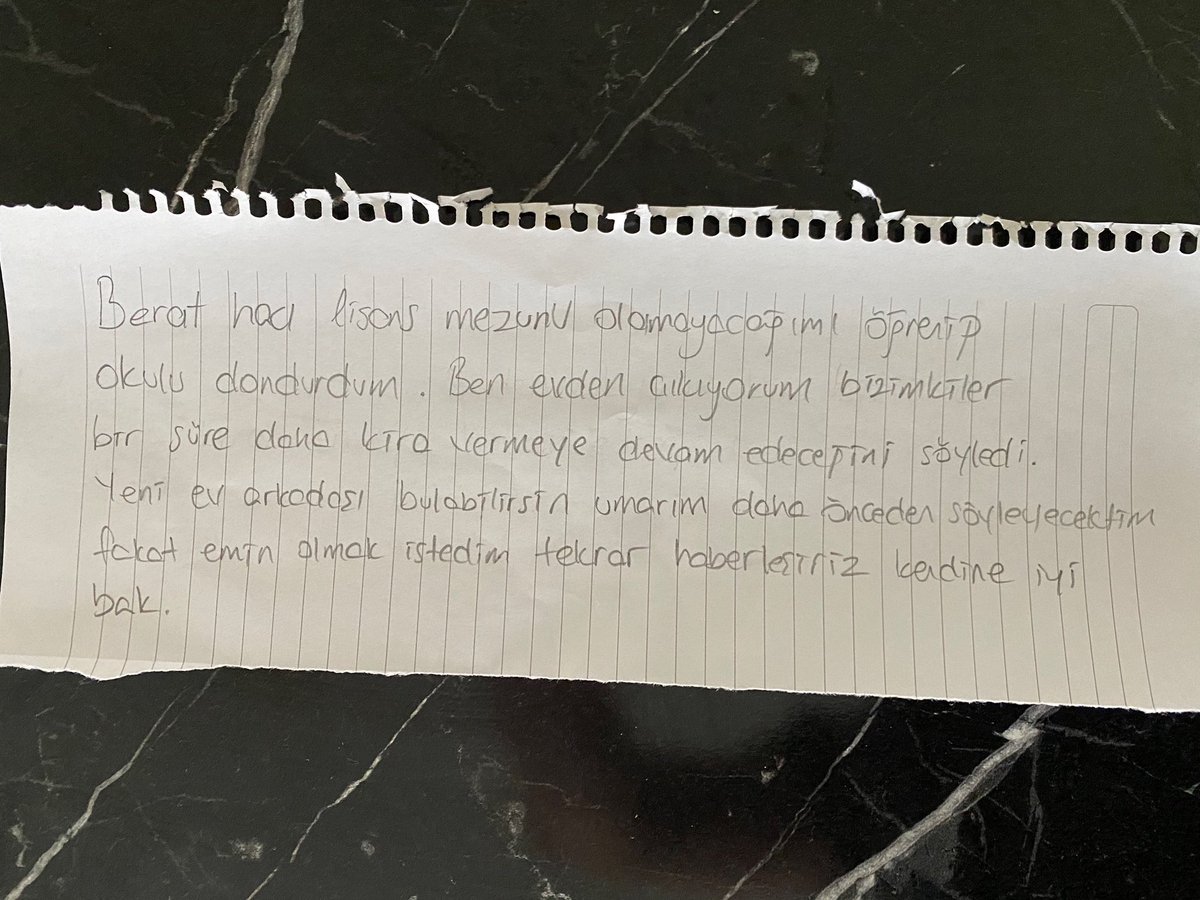 Berat hacı lisans mezunu olamayacağımı öğrenip
okulu dondurdum. Ben evden çıkıyorum bizimkiler
bir süre daha kira vermeye devam edeceğini söyledi.
Yeni ev arkadaşı bulabilirsin umarım daha önceden söyleyecektim
fakat emin olmak istedim tekrar haberleşiriz kendine iyi
bak.